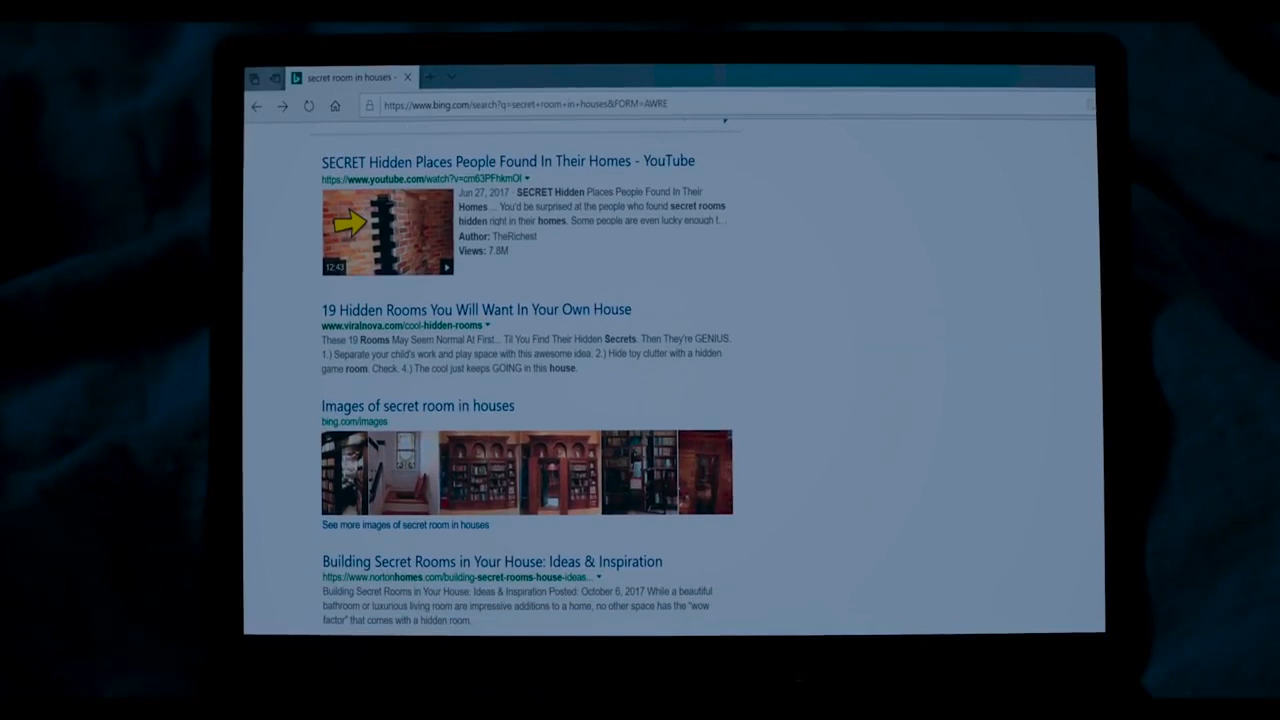 secret room in houses -
https://www.bing.com/search?q=secret+room+in+houses&FORM=AWRE
SECRET Hidden Places People Found In Their Homes - YouTube
https://www.youtube.com/watch?v=cm63PFhkmOI
Jun 27, 2017 · SECRET Hidden Places People Found In Their
Homes ... You'd be surprised at the people who found secret rooms
hidden right in their homes. Some people are even lucky enough t...
Author: TheRichest
Views: 7.8M
12:43
19 Hidden Rooms You Will Want In Your Own House
www.viralnova.com/cool-hidden-rooms
These 19 Rooms May Seem Normal At First... Til You Find Their Hidden Secrets. Then They're GENIUS.
1.) Separate your child's work and play space with this awesome idea. 2.) Hide toy clutter with a hidden
game room. Check. 4.) The cool just keeps GOING in this house.
Images of secret room in houses
bing.com/images
See more images of secret room in houses
Building Secret Rooms in Your House: Ideas & Inspiration
https://www.nortonhomes.com/building-secret-rooms-house-ideas...
Building Secret Rooms in Your House: Ideas & Inspiration Posted: October 6, 2017 While a beautiful
bathroom or luxurious living room are impressive additions to a home, no other space has the "wow
factor" that comes with a hidden room.